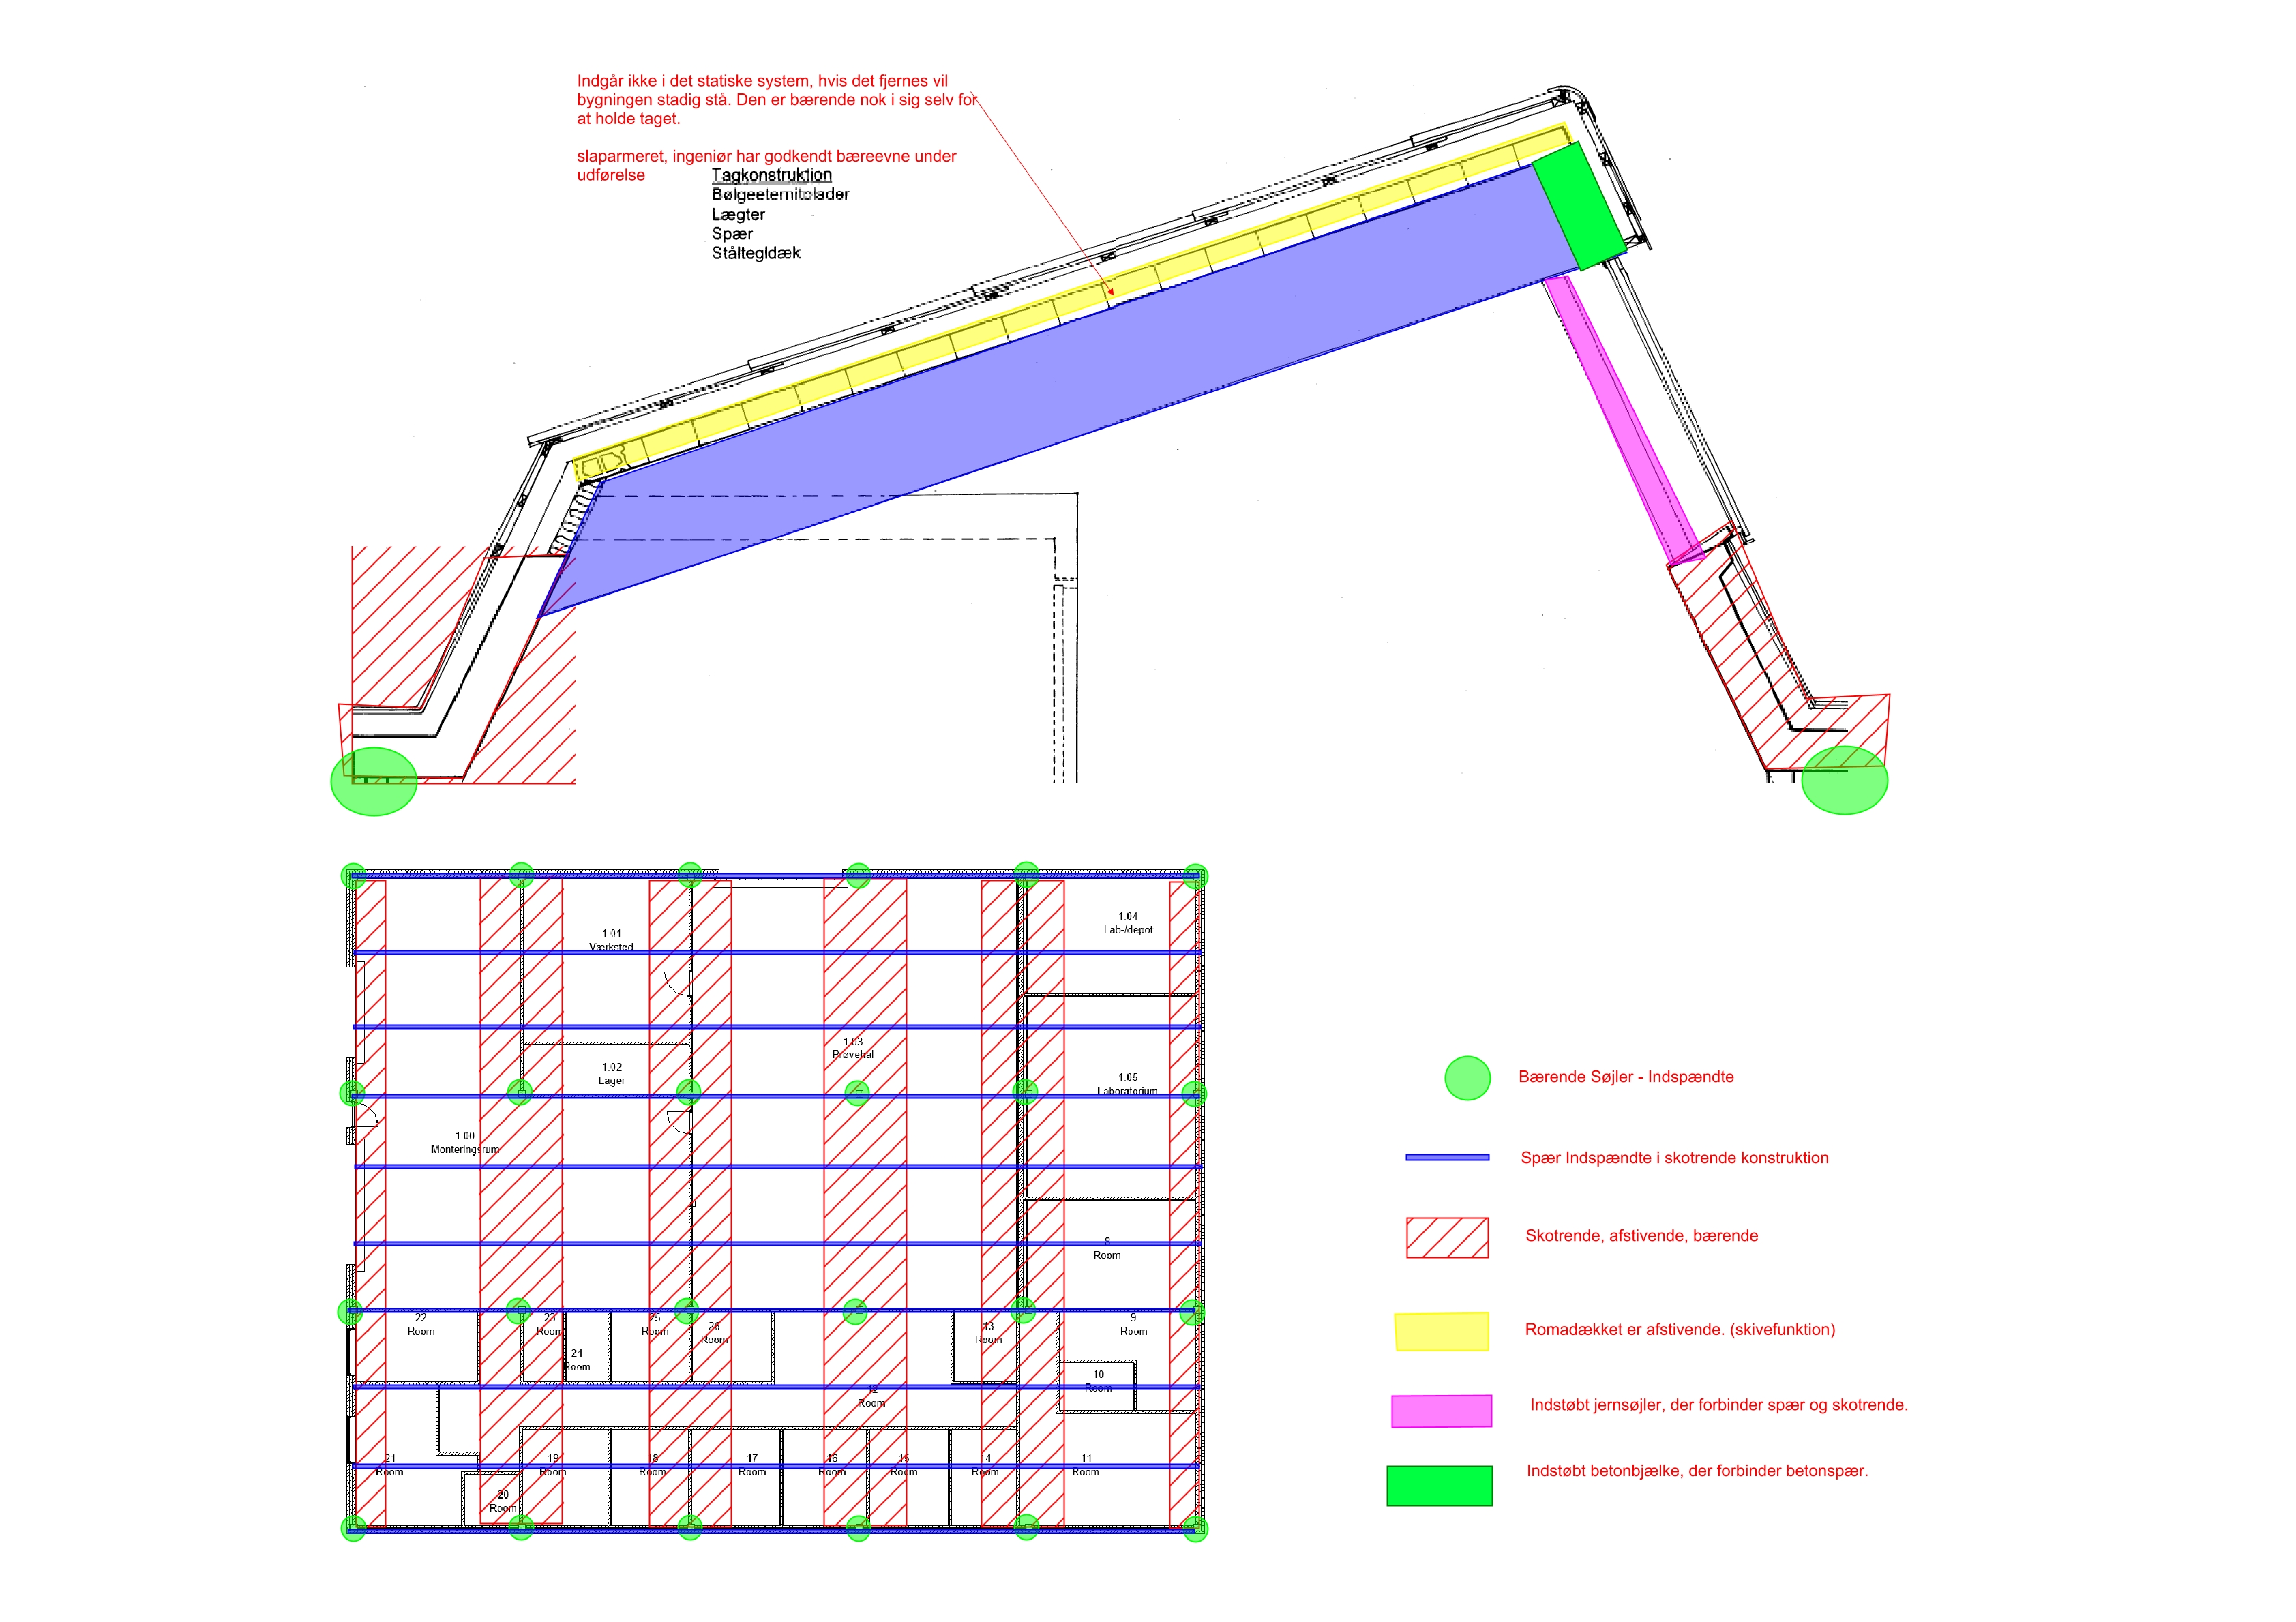 Indgår ikke i det statiske system, hvis det fjernes vil
bygningen stadig stå. Den er bærende nok i sig selv for
at holde taget.
slaparmeret, ingeniør har godkendt bæreevne under
udførelse
Tagkonstruktion
Bølgeeternitplader
Lægter
Spær
Ståltegldæk
1.04
Lab-/depot
1.01
Værksted
1.03
Prøvehal
1.02
Lager
1.05
Laboratorium
1.00
Monteringsrum
8
Room
22
Room
23
Room
24
Room
25
Room
26
Room
13
Room
9
Room
10
Room
12
Room
21
Room
19
Room
18
Room
17
Room
16
Room
15
Room
14
Room
11
Room
20
Room
Bærende Søjler - Indspændte
Spær Indspændte i skotrende konstruktion
Skotrende, afstivende, bærende
Romadækket er afstivende. (skivefunktion)
Indstøbt jernsøjler, der forbinder spær og skotrende.
Indstøbt betonbjælke, der forbinder betonspær.